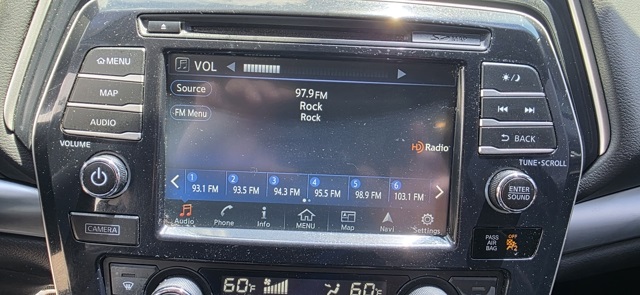 MENU
MAP
AUDIO
VOLUME
CAMERA
VOL
Source
FM Menu
97.9 FM
Rock
Rock
HD Radio
1 2 3 4 5 6
93.1 FM 93.5 FM 94.3 FM 95.5 FM 98.9 FM 103.1 FM
Audio Phone Info MENU Map Navi Settings
BACK
TUNE·SCROLL
ENTER
SOUND
PASS
AIR
BAG
OFF
60°F 60°F